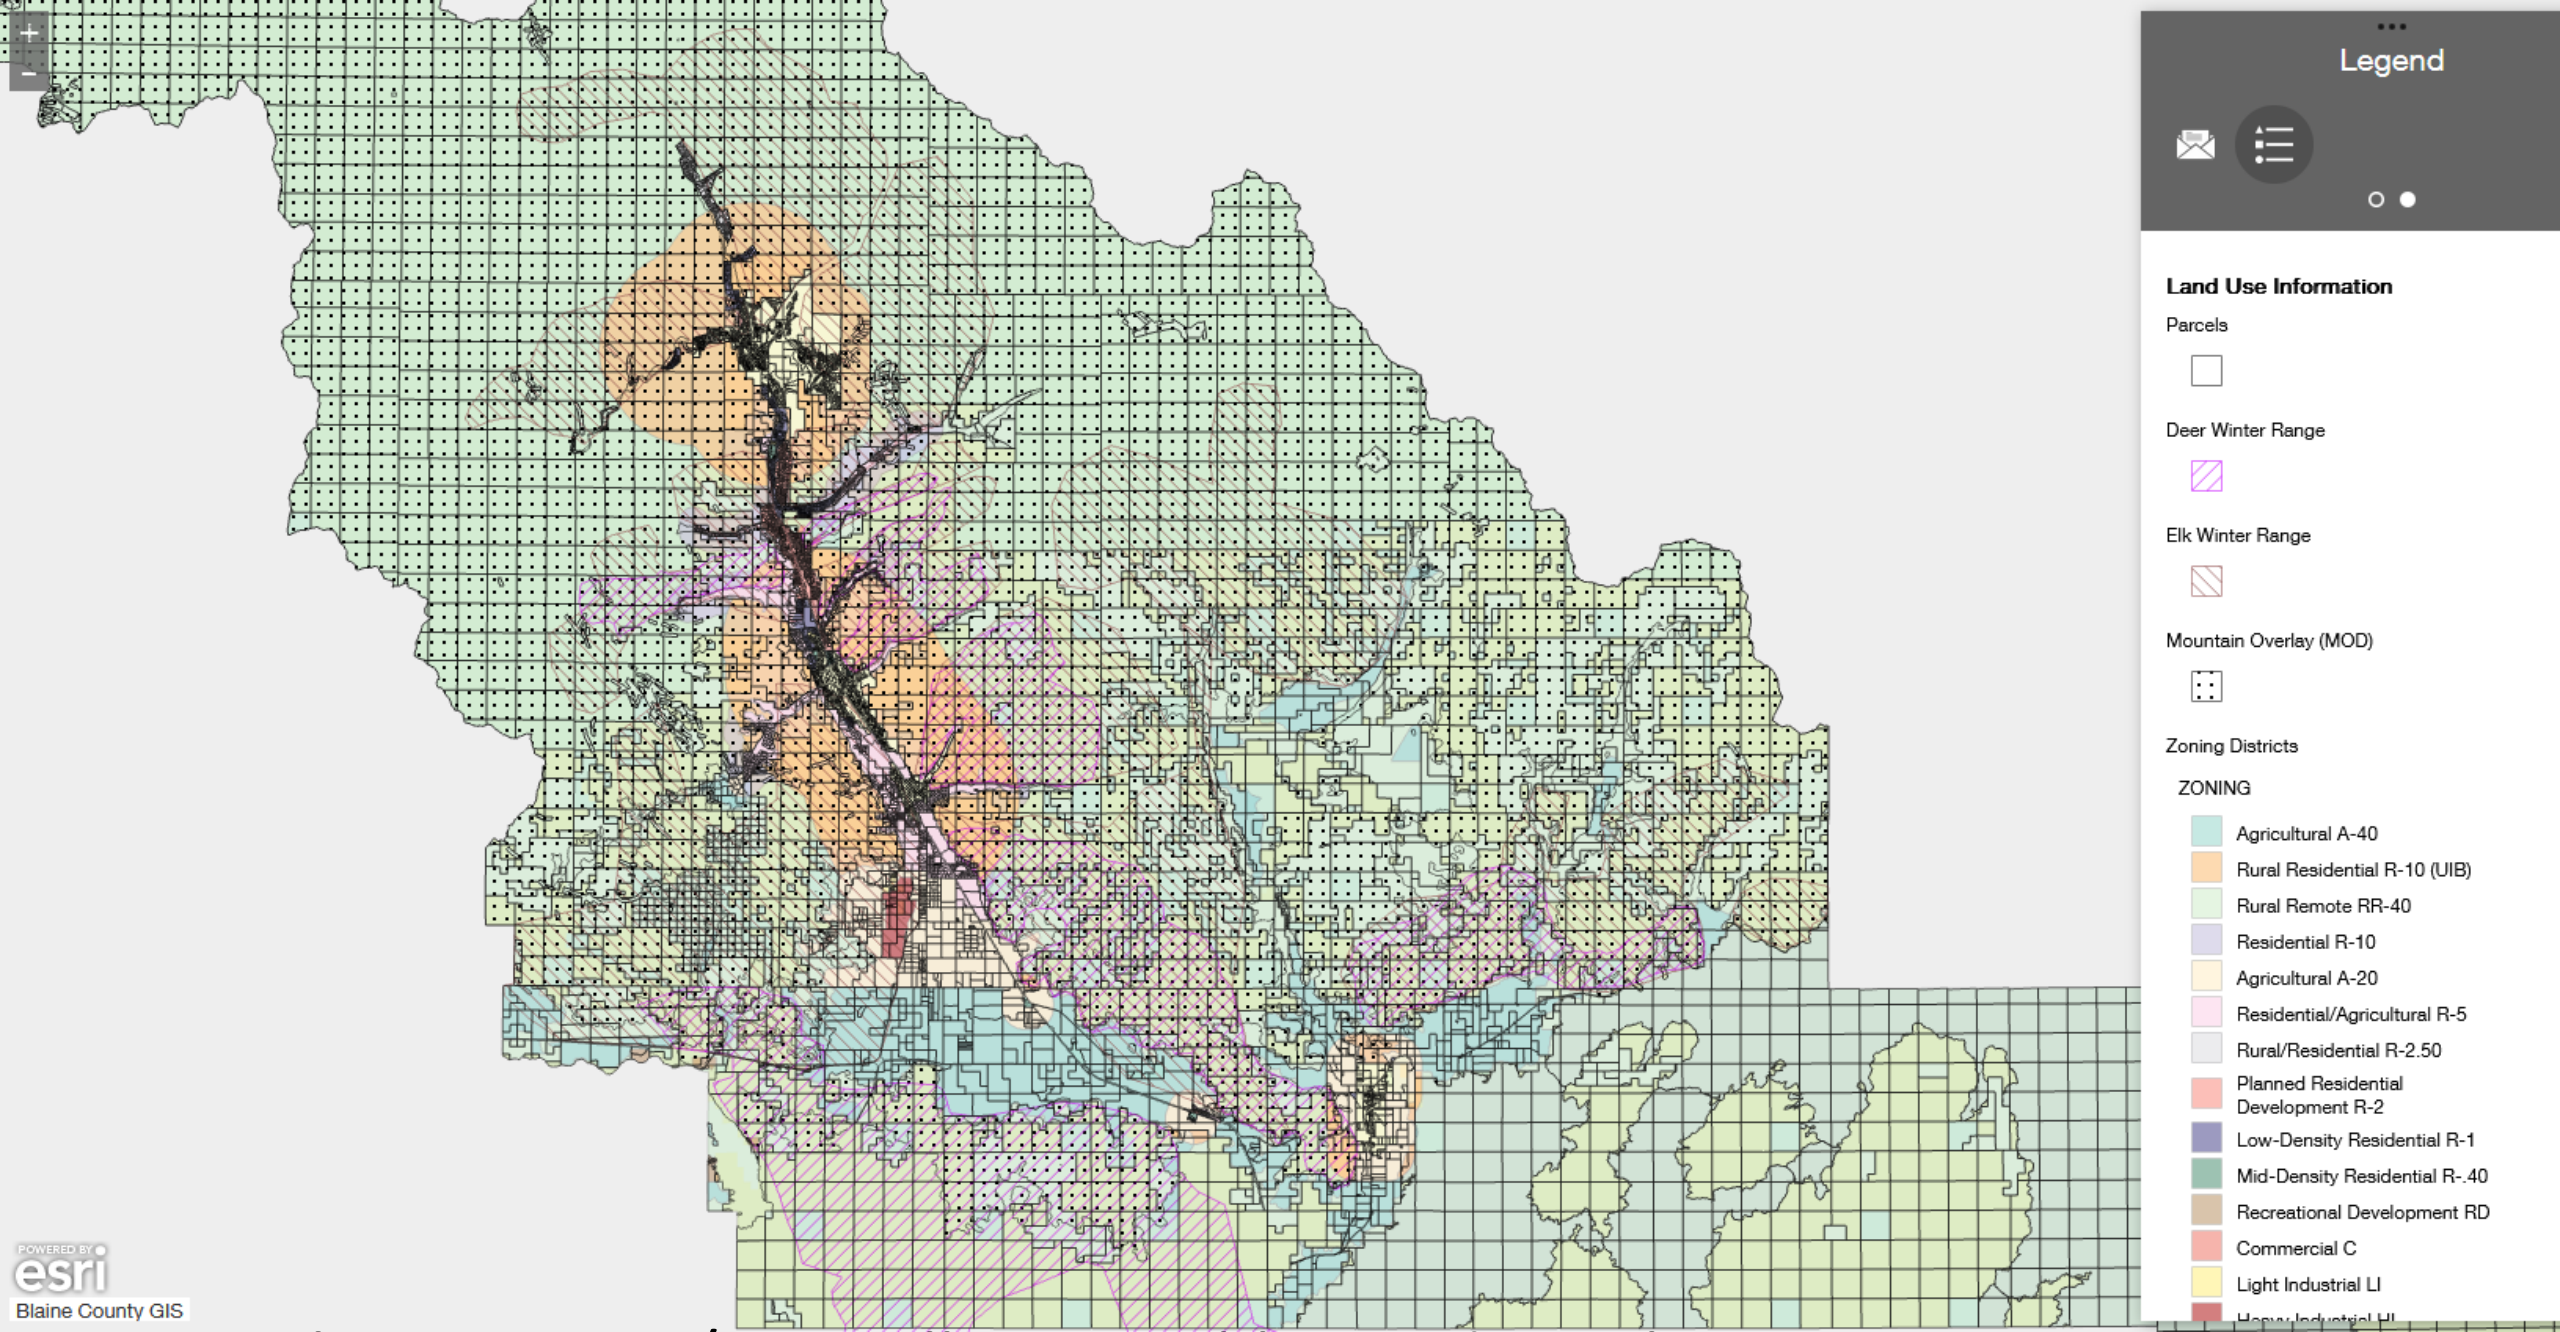 +
−
Legend
Land Use Information
Parcels
Deer Winter Range
Elk Winter Range
Mountain Overlay (MOD)
Zoning Districts
ZONING
Agricultural A-40
Rural Residential R-10 (UIB)
Rural Remote RR-40
Residential R-10
Agricultural A-20
Residential/Agricultural R-5
Rural/Residential R-2.50
Planned Residential
Development R-2
Low-Density Residential R-1
Mid-Density Residential R-.40
Recreational Development RD
Commercial C
Light Industrial LI
Heavy Industrial HI
POWERED BY
esri
Blaine County GIS